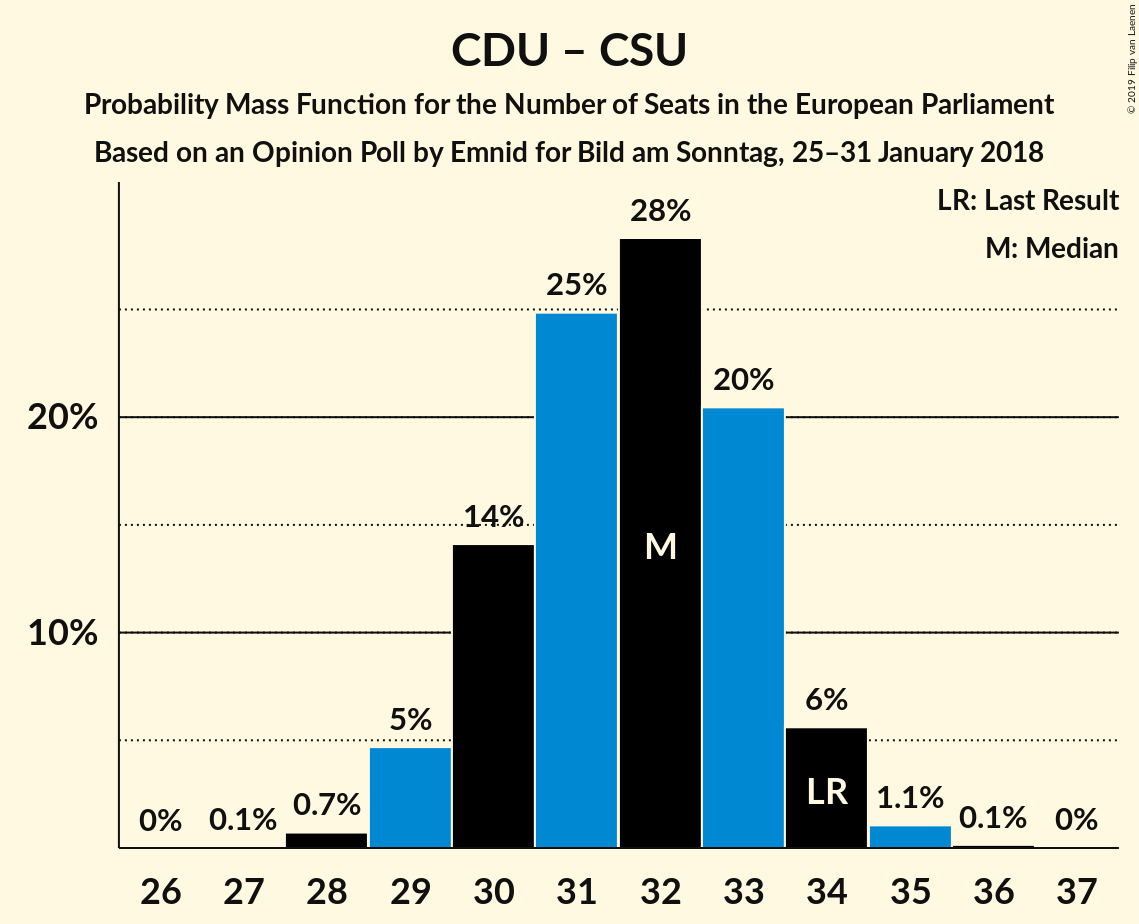 © 2019 Filip van Laenen
CDU – CSU
Probability Mass Function for the Number of Seats in the European Parliament
Based on an Opinion Poll by Emnid for Bild am Sonntag, 25–31 January 2018
LR: Last Result
M: Median
28%
25%
20%
20%
14%
M
10%
6%
5%
LR
0%
0.1%
0.7%
1.1%
0.1%
0%
26 27 28 29 30 31 32 33 34 35 36 37